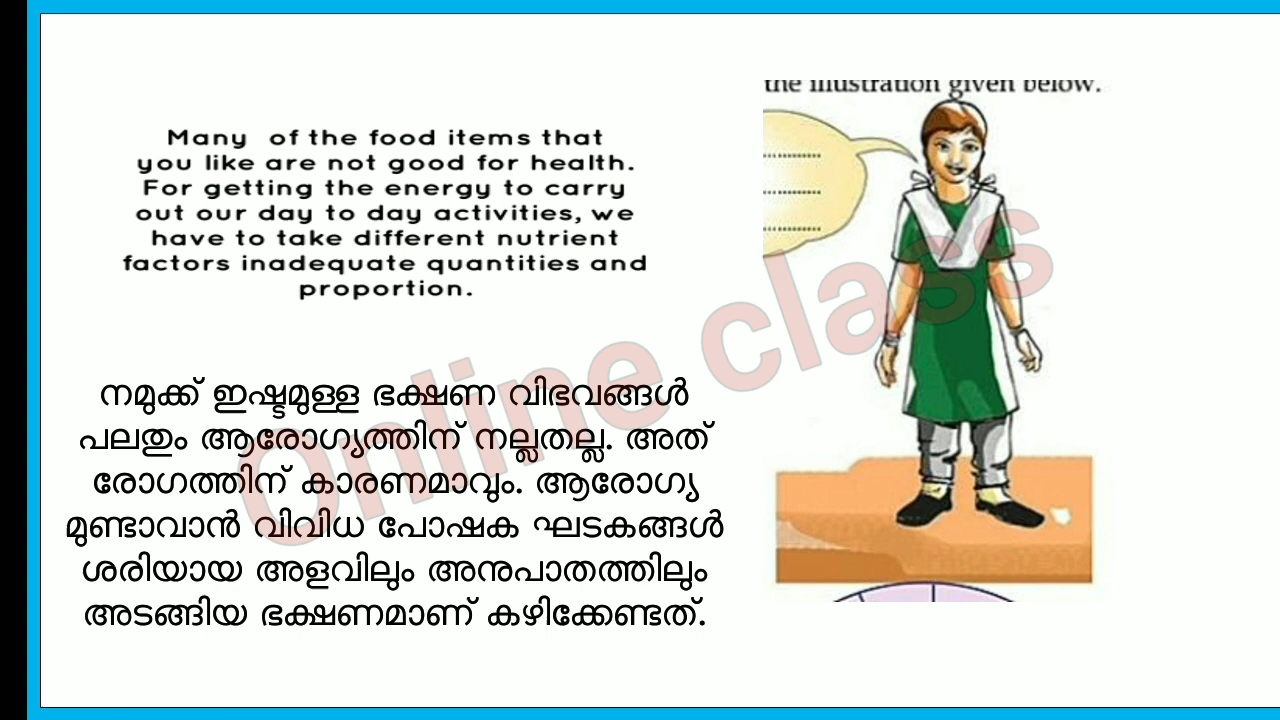 the illustration given below.
Many of the food items that
you like are not good for health.
For getting the energy to carry
out our day to day activities, we
have to take different nutrient
factors inadequate quantities and
proportion.
നമുക്ക് ഇഷ്ടമുള്ള ഭക്ഷണ വിഭവങ്ങൾ
പലതും ആരോഗ്യത്തിന് നല്ലതല്ല. അത്
രോഗത്തിന് കാരണമാവും. ആരോഗ്യ
മുണ്ടാവാൻ വിവിധ പോഷക ഘടകങ്ങൾ
ശരിയായ അളവിലും അനുപാതത്തിലും
അടങ്ങിയ ഭക്ഷണമാണ് കഴിക്കേണ്ടത്.
Online class